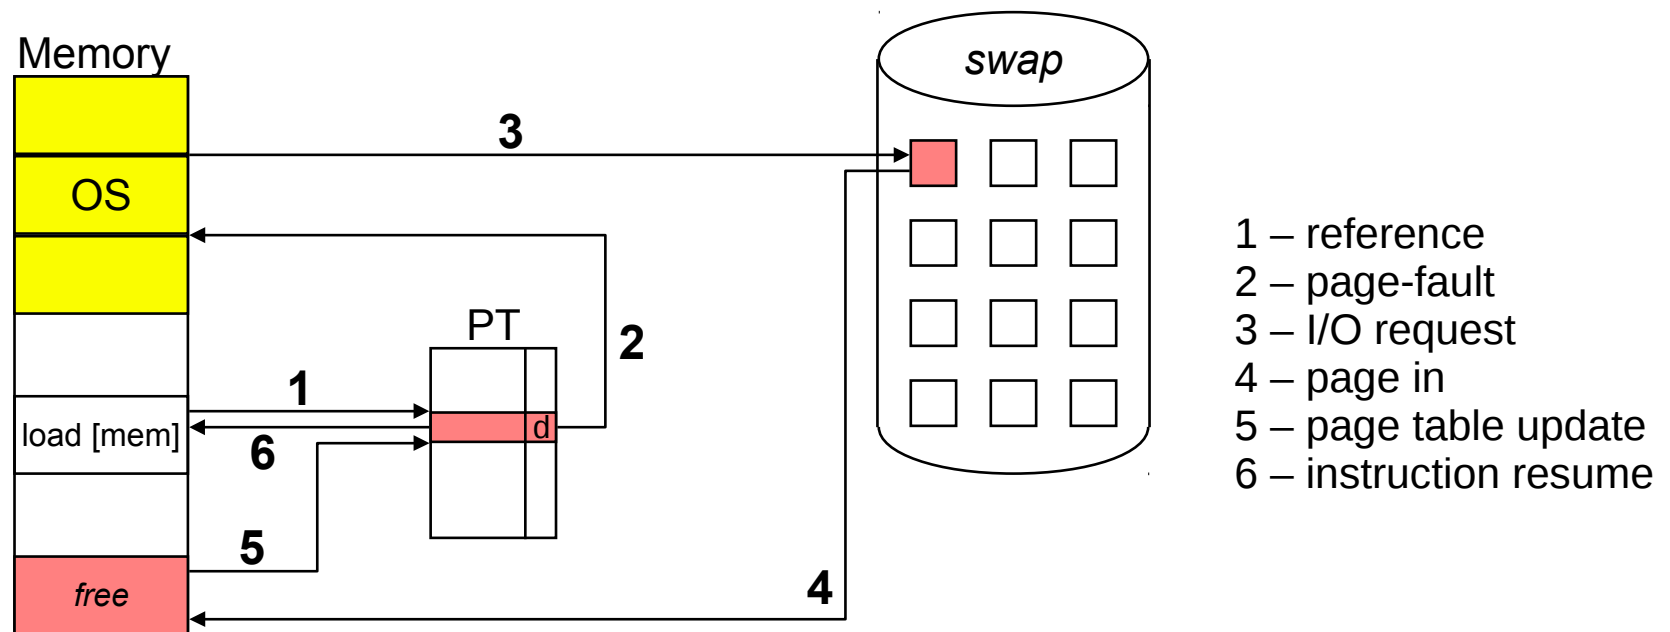 Memory
swap
3
OS
1 – reference
2 – page-fault
3 – I/O request
4 – page in
5 – page table update
6 – instruction resume
PT
2
1
load [mem]
d
6
5
free
4